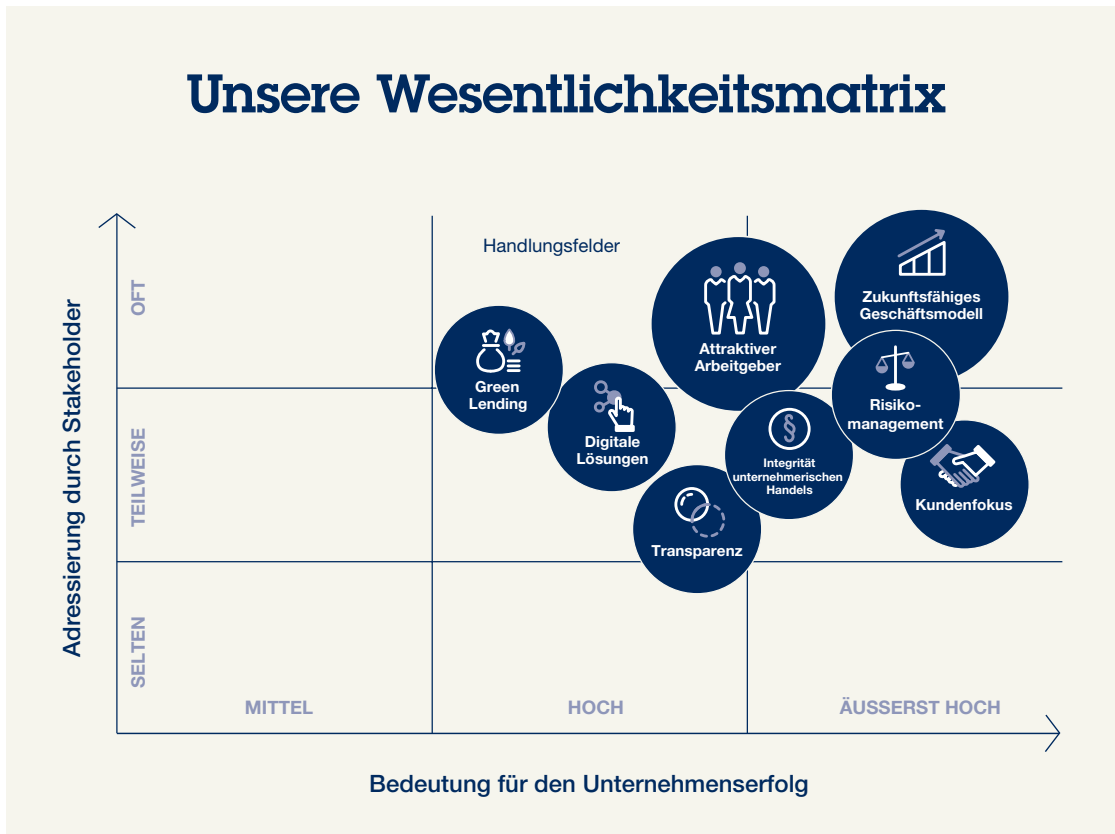 Unsere Wesentlichkeitsmatrix
Adressierung durch Stakeholder
OFT
TEILWEISE
SELTEN
Handlungsfelder
Zukunftsfähiges
Geschäftsmodell
Attraktiver
Arbeitgeber
Green
Lending
Risiko-
management
Digitale
Lösungen
Integrität
unternehmerischen
Handels
§
Kundenfokus
Transparenz
MITTEL
HOCH
ÄUSSERST HOCH
Bedeutung für den Unternehmenserfolg